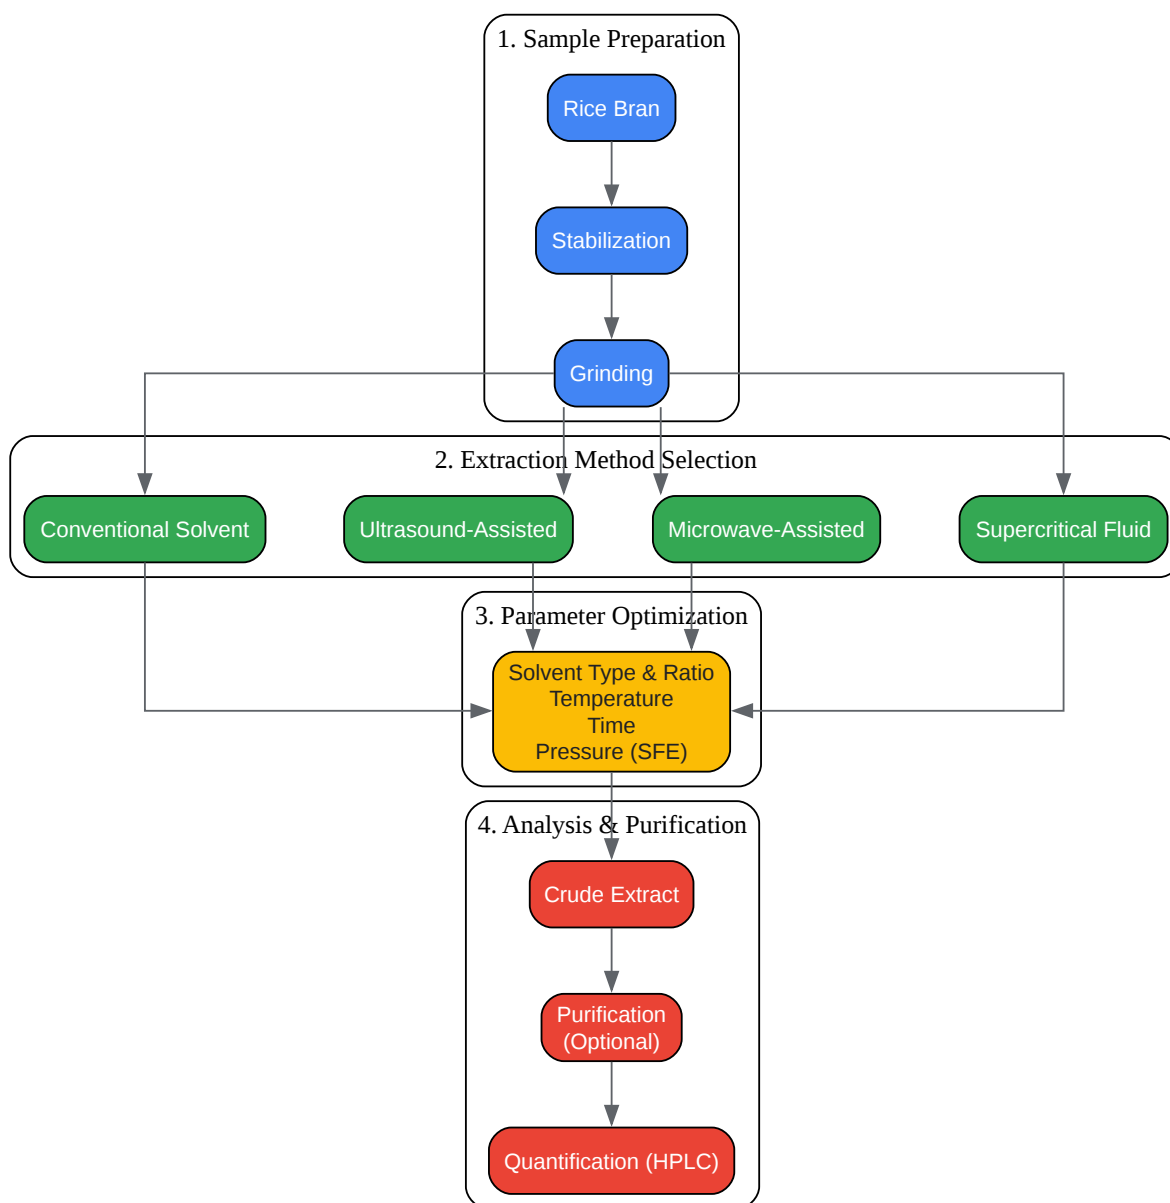 1. Sample Preparation
Rice Bran
Stabilization
Grinding
2. Extraction Method Selection
Conventional Solvent
Ultrasound-Assisted
Microwave-Assisted
Supercritical Fluid
3. Parameter Optimization
Solvent Type & Ratio
Temperature
Time
Pressure (SFE)
4. Analysis & Purification
Crude Extract
Purification
(Optional)
Quantification (HPLC)